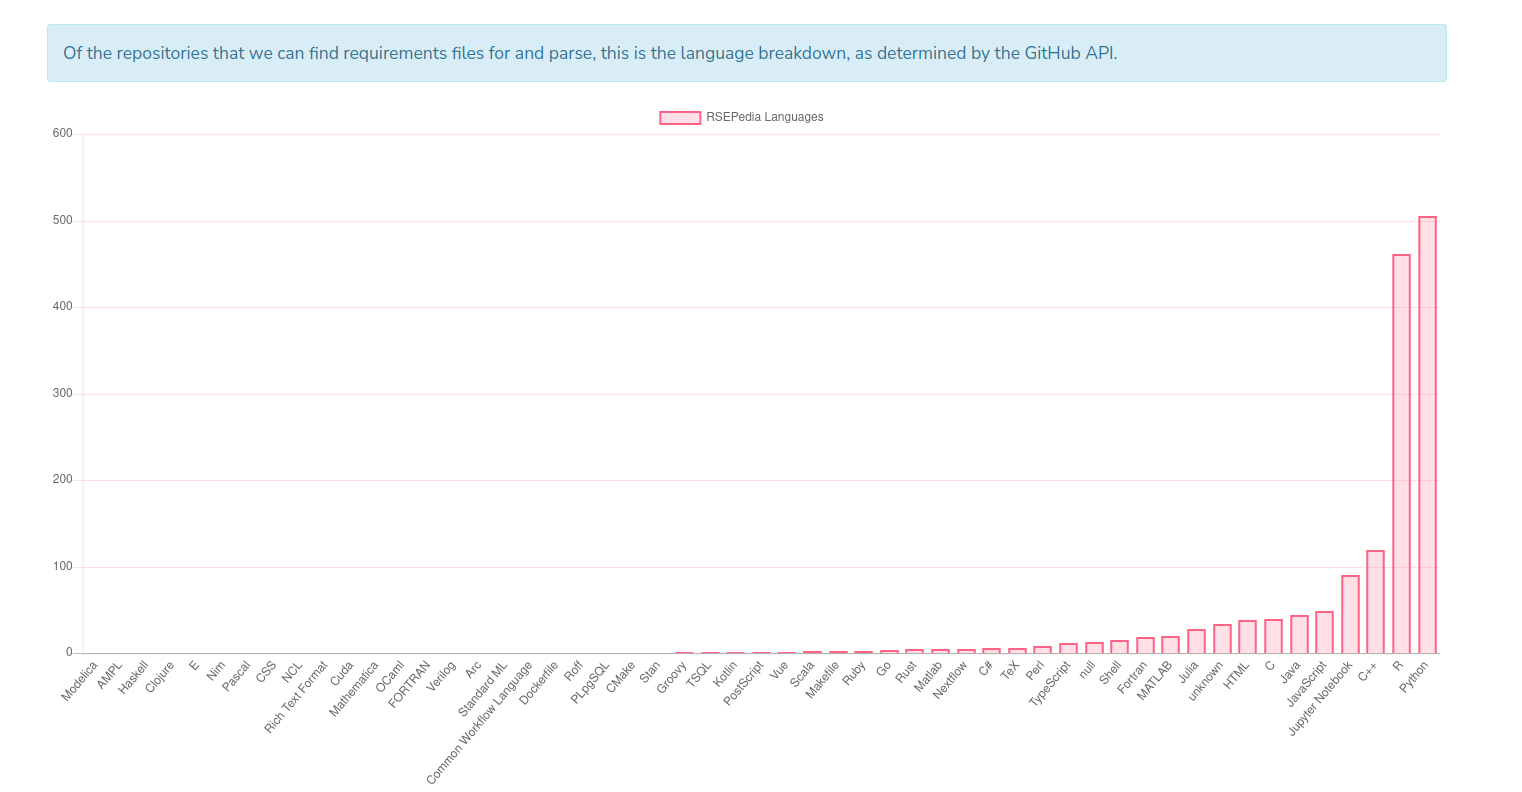 Of the repositories that we can find requirements files for and parse, this is the language breakdown, as determined by the GitHub API.
RSEPedia Languages
600
500
400
300
200
100
0
Modelica
AMPL
Haskell
Clojure
E
Nim
Pascal
CSS
NCL
Rich Text Format
Cuda
Mathematica
OCaml
FORTRAN
Verilog
Arc
Standard ML
Common Workflow Language
Dockerfile
Roff
PLpgSQL
CMake
Stan
Groovy
TSQL
Kotlin
PostScript
Vue
Scala
Makefile
Ruby
Go
Rust
Matlab
Nextflow
C#
TeX
Perl
TypeScript
null
Shell
Fortran
MATLAB
Julia
unknown
HTML
C
Java
JavaScript
Jupyter Notebook
C++
R
Python